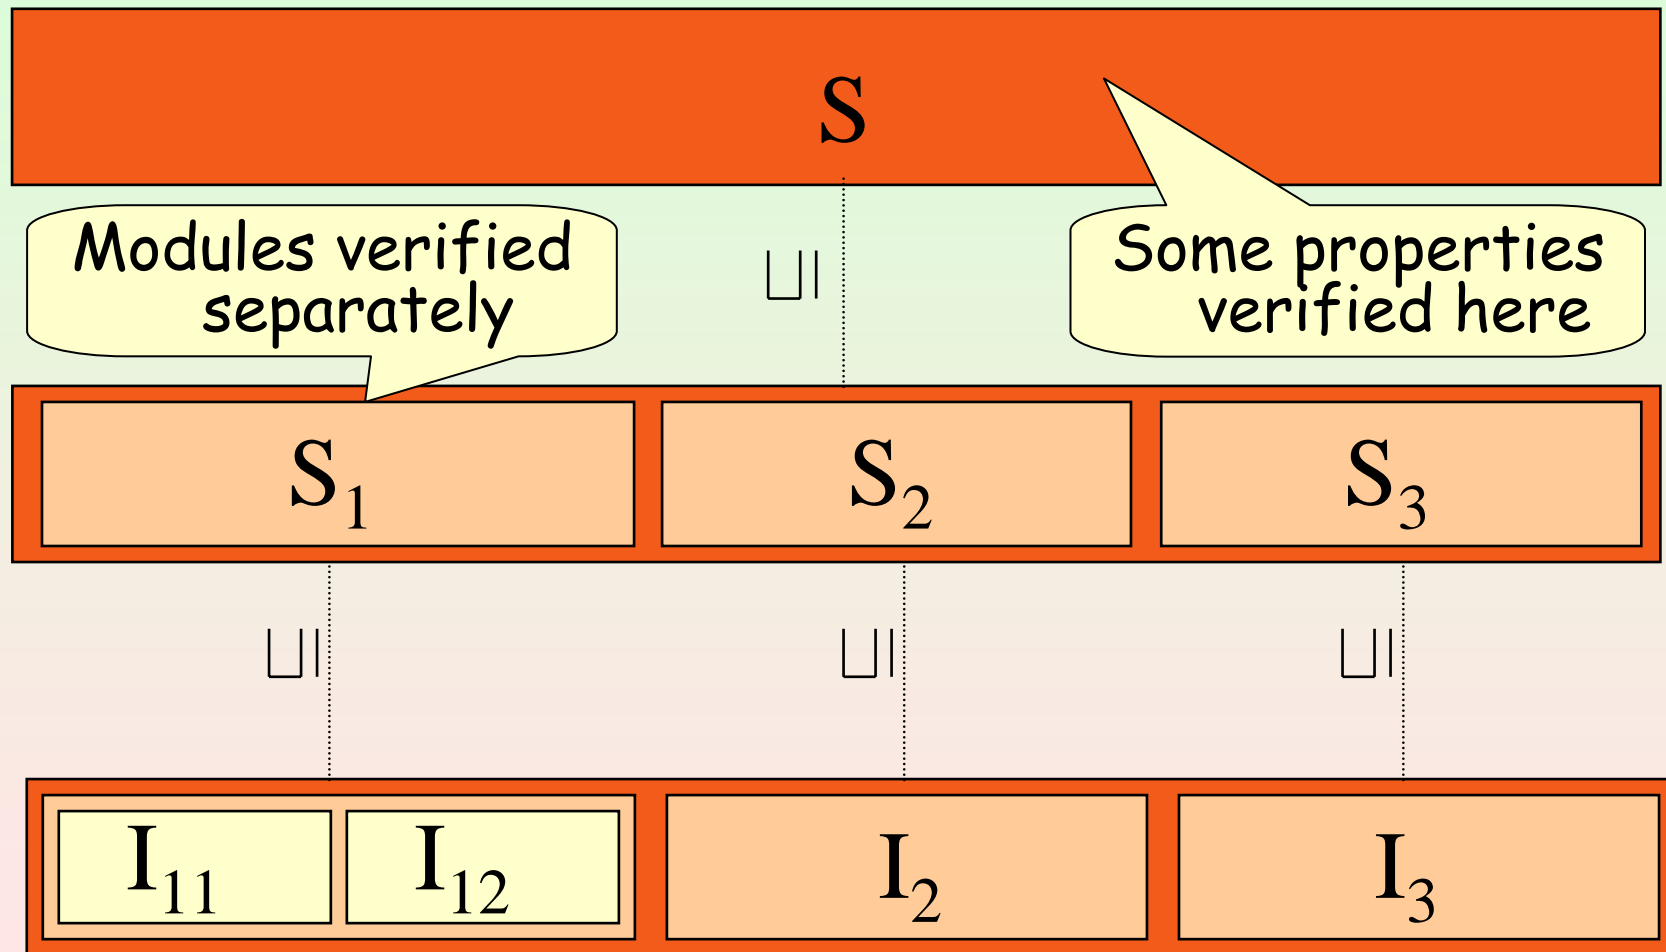 S
Modules verified
separately
⊔|
Some properties
verified here
S₁ S₂ S₃
⊔| ⊔| ⊔|
I₁₁ I₁₂ I₂ I₃